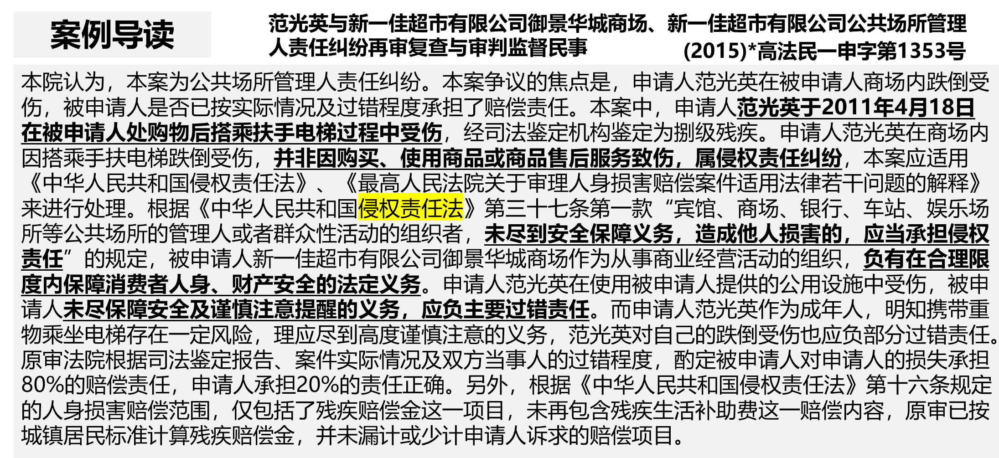 案例导读
范光英与新一佳超市有限公司御景华城商场、新一佳超市有限公司公共场所管理
人责任纠纷再审复查与审判监督民事
(2015)*高法民一申字第1353号
本院认为，本案为公共场所管理人责任纠纷。本案争议的焦点是，申请人范光英在被申请人商场内跌倒受
伤，被申请人是否已按实际情况及过错程度承担了赔偿责任。本案中，申请人范光英于2011年4月18日
在被申请人处购物后搭乘扶手电梯过程中受伤，经司法鉴定机构鉴定为捌级残疾。申请人范光英在商场内
因搭乘手扶电梯跌倒受伤，并非因购买、使用商品或商品售后服务致伤，属侵权责任纠纷，本案应适用
《中华人民共和国侵权责任法》、《最高人民法院关于审理人身损害赔偿案件适用法律若干问题的解释》
来进行处理。根据《中华人民共和国侵权责任法》第三十七条第一款“宾馆、商场、银行、车站、娱乐场
所等公共场所的管理人或者群众性活动的组织者，未尽到安全保障义务，造成他人损害的，应当承担侵权
责任”的规定，被申请人新一佳超市有限公司御景华城商场作为从事商业经营活动的组织，负有在合理限
度内保障消费者人身、财产安全的法定义务。申请人范光英在使用被申请人提供的公用设施中受伤，被申
请人未尽保障安全及谨慎注意提醒的义务，应负主要过错责任。而申请人范光英作为成年人，明知携带重
物乘坐电梯存在一定风险，理应尽到高度谨慎注意的义务，范光英对自己的跌倒受伤也应负部分过错责任。
原审法院根据司法鉴定报告、案件实际情况及双方当事人的过错程度，酌定被申请人对申请人的损失承担
80%的赔偿责任，申请人承担20%的责任正确。另外，根据《中华人民共和国侵权责任法》第十六条规定
的人身损害赔偿范围，仅包括了残疾赔偿金这一项目，未再包含残疾生活补助费这一赔偿内容，原审已按
城镇居民标准计算残疾赔偿金，并未漏计或少计申请人诉求的赔偿项目。